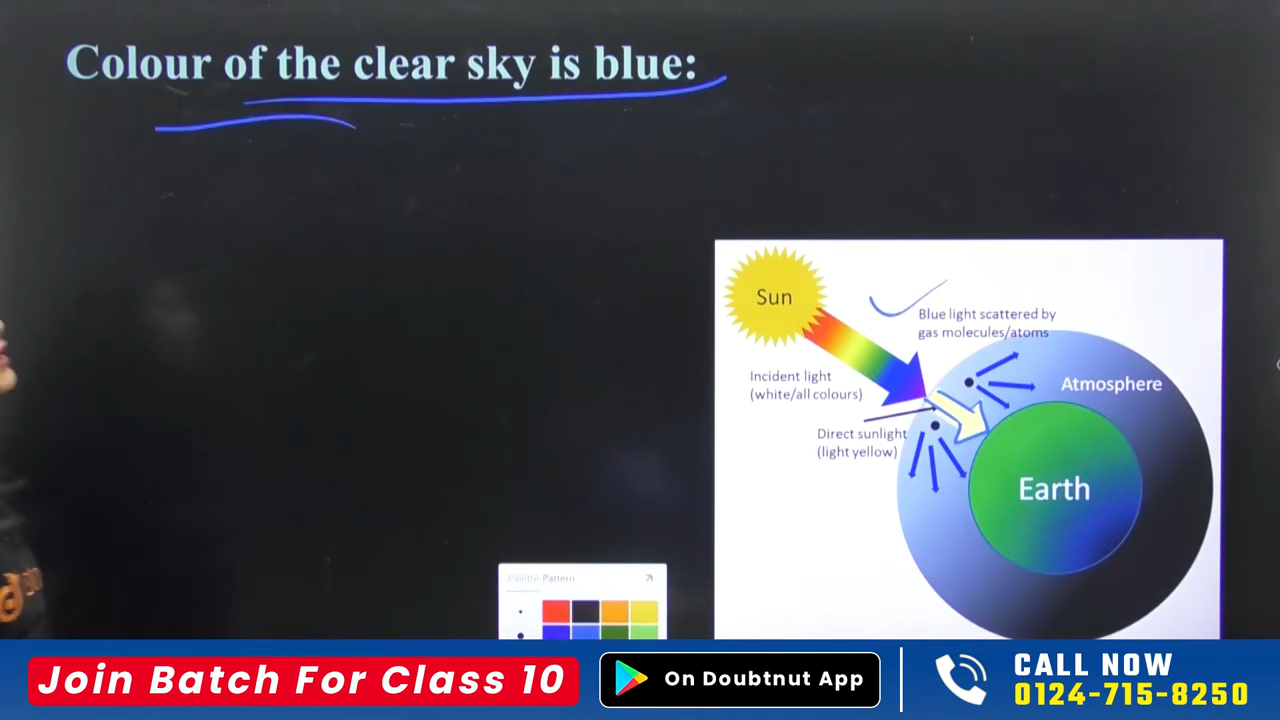 Colour of the clear sky is blue:
Sun
Blue light scattered by
gas molecules/atoms
Incident light
(white/all colours)
Atmosphere
Direct sunlight
(light yellow)
Earth
Palette Pattern
Join Batch For Class 10
On Doubtnut App
CALL NOW
0124-715-8250